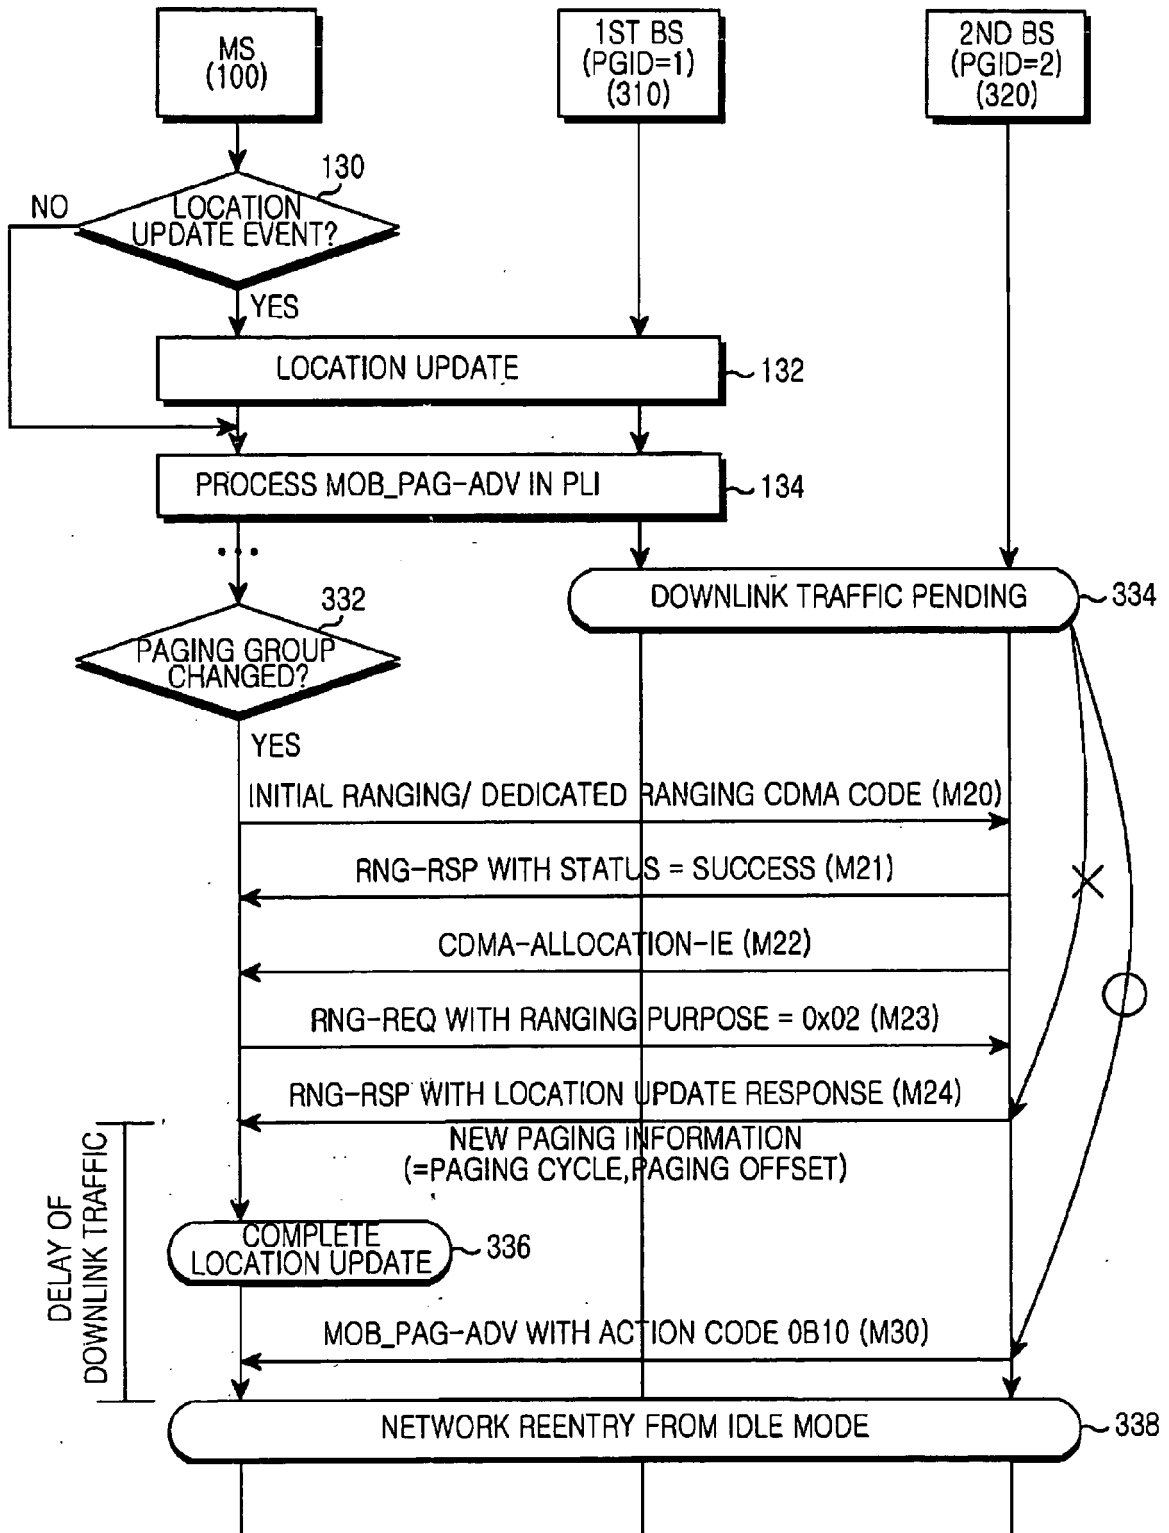 MS
(100)
1ST BS
(PGID=1)
(310)
2ND BS
(PGID=2)
(320)
130
NO
LOCATION
UPDATE EVENT?
YES
LOCATION UPDATE
132
PROCESS MOB_PAG-ADV IN PLI
134
...
332
DOWNLINK TRAFFIC PENDING
334
PAGING GROUP
CHANGED?
YES
INITIAL RANGING/ DEDICATED RANGING CDMA CODE (M20)
RNG-RSP WITH STATUS = SUCCESS (M21)
CDMA-ALLOCATION-IE (M22)
RNG-REQ WITH RANGING PURPOSE = 0x02 (M23)
RNG-RSP WITH LOCATION UPDATE RESPONSE (M24)
NEW PAGING INFORMATION
(=PAGING CYCLE,PAGING OFFSET)
DELAY OF
DOWNLINK TRAFFIC
COMPLETE
LOCATION UPDATE
336
MOB_PAG-ADV WITH ACTION CODE 0B10 (M30)
NETWORK REENTRY FROM IDLE MODE
338